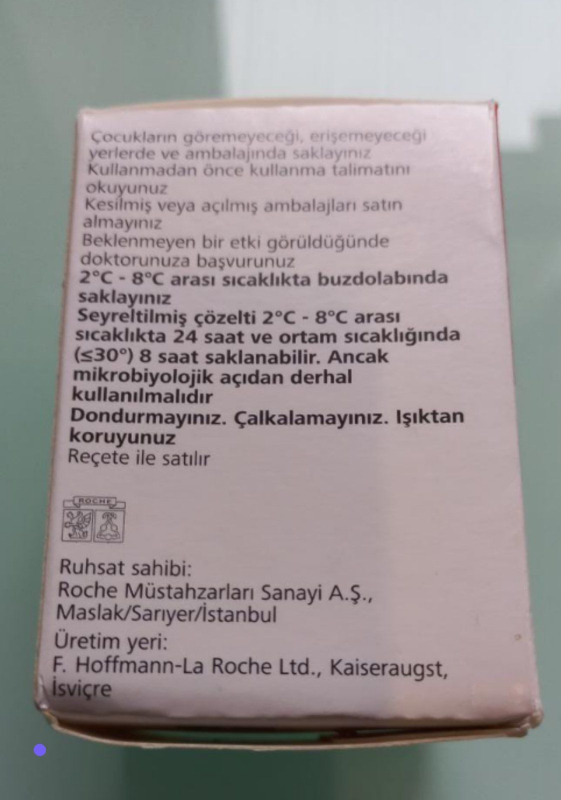 Çocukların göremeyeceği, erişemeyeceği
yerlerde ve ambalajında saklayınız
Kullanmadan önce kullanma talimatını
okuyunuz
Kesilmiş veya açılmış ambalajları satın
almayınız
Beklenmeyen bir etki görüldüğünde
doktorunuza başvurunuz
2°C - 8°C arası sıcaklıkta buzdolabında
saklayınız
Seyreltilmiş çözelti 2°C - 8°C arası
sıcaklıkta 24 saat ve ortam sıcaklığında
(≤30°) 8 saat saklanabilir. Ancak
mikrobiyolojik açıdan derhal
kullanılmalıdır
Dondurmayınız. Çalkalamayınız. Işıktan
koruyunuz
Reçete ile satılır
ROCHE
Ruhsat sahibi:
Roche Müstahzarları Sanayi A.Ş.,
Maslak/Sarıyer/İstanbul
Üretim yeri:
F. Hoffmann-La Roche Ltd., Kaiseraugst,
İsviçre